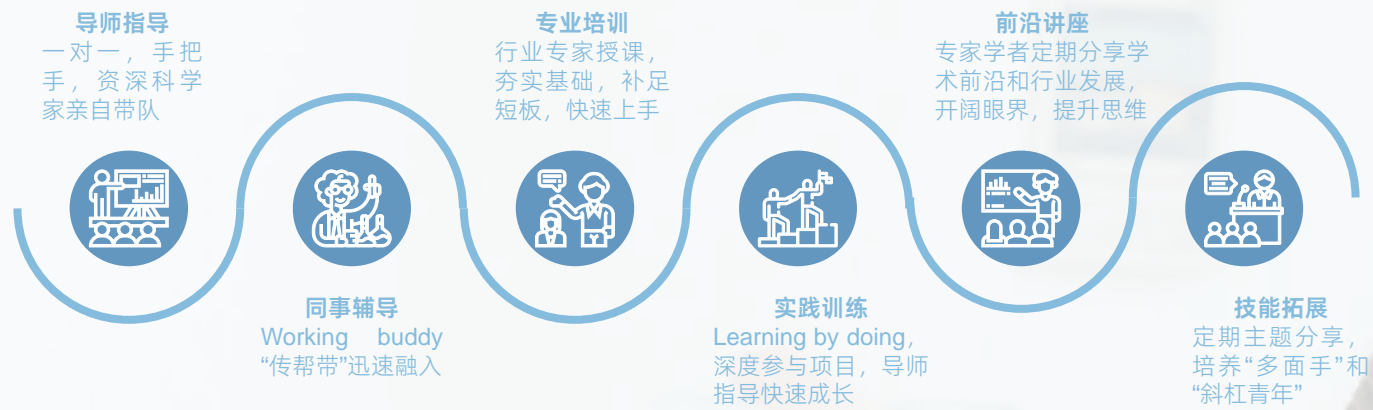 导师指导
一对一，手把
手，资深科学
家亲自带队
同事辅导
Working buddy
“传帮带”迅速融入
专业培训
行业专家授课，
夯实基础，补足
短板，快速上手
实践训练
Learning by doing，
深度参与项目，导师
指导快速成长
前沿讲座
专家学者定期分享学
术前沿和行业发展，
开阔眼界，提升思维
技能拓展
定期主题分享，
培养“多面手”和
“斜杠青年”